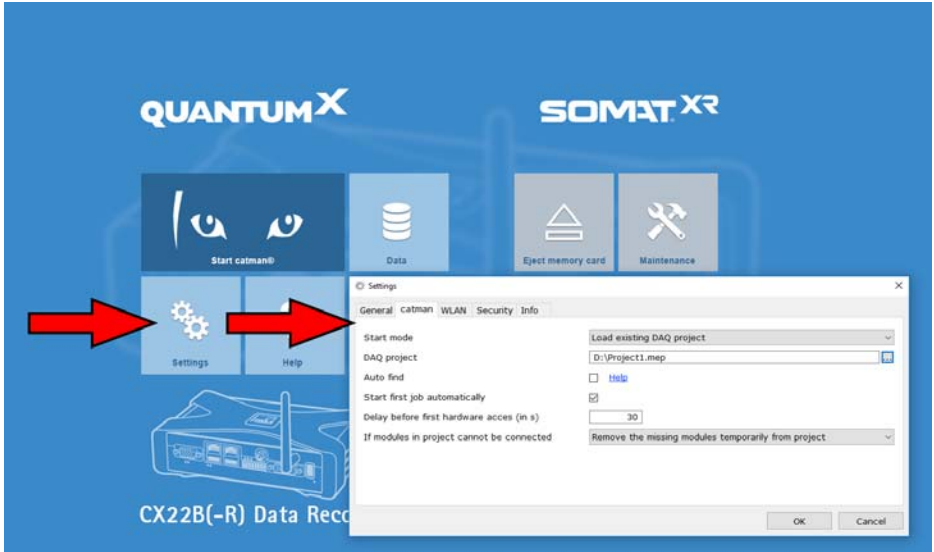 QUANTUMX
SOMAT XR
Start catman®
Data
Eject memory card
Maintenance
Settings
Help
Settings
General catman WLAN Security Info
Start mode Load existing DAQ project
DAQ project D:\Project1.mep ...
Auto find Help
Start first job automatically
Delay before first hardware acces (in s) 30
If modules in project cannot be connected Remove the missing modules temporarily from project
OK Cancel
CX22B(-R) Data Reco